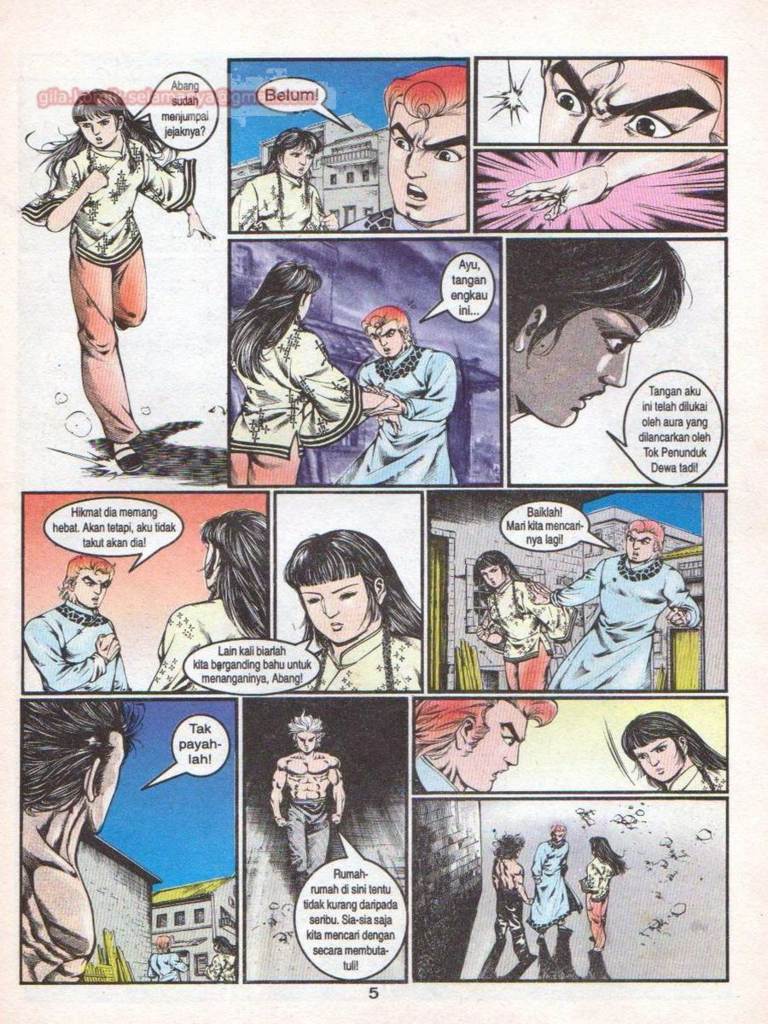 Abang
sudah
menjumpai
jejaknya?
Belum!
Ayu,
tangan
engkau
ini...
Tangan aku
ini telah dilukai
oleh aura yang
dilancarkan oleh
Tok Penunduk
Dewa tadi!
Hikmat dia memang
hebat. Akan tetapi, aku tidak
takut akan dia!
Lain kali biarlah
kita berganding bahu untuk
menanganinya, Abang!
Baiklah!
Mari kita mencari-
nya lagi!
Tak
payah-
lah!
Rumah-
rumah di sini tentu
tidak kurang daripada
seribu. Sia-sia saja
kita mencari dengan
secara membuta-
tuli!
5